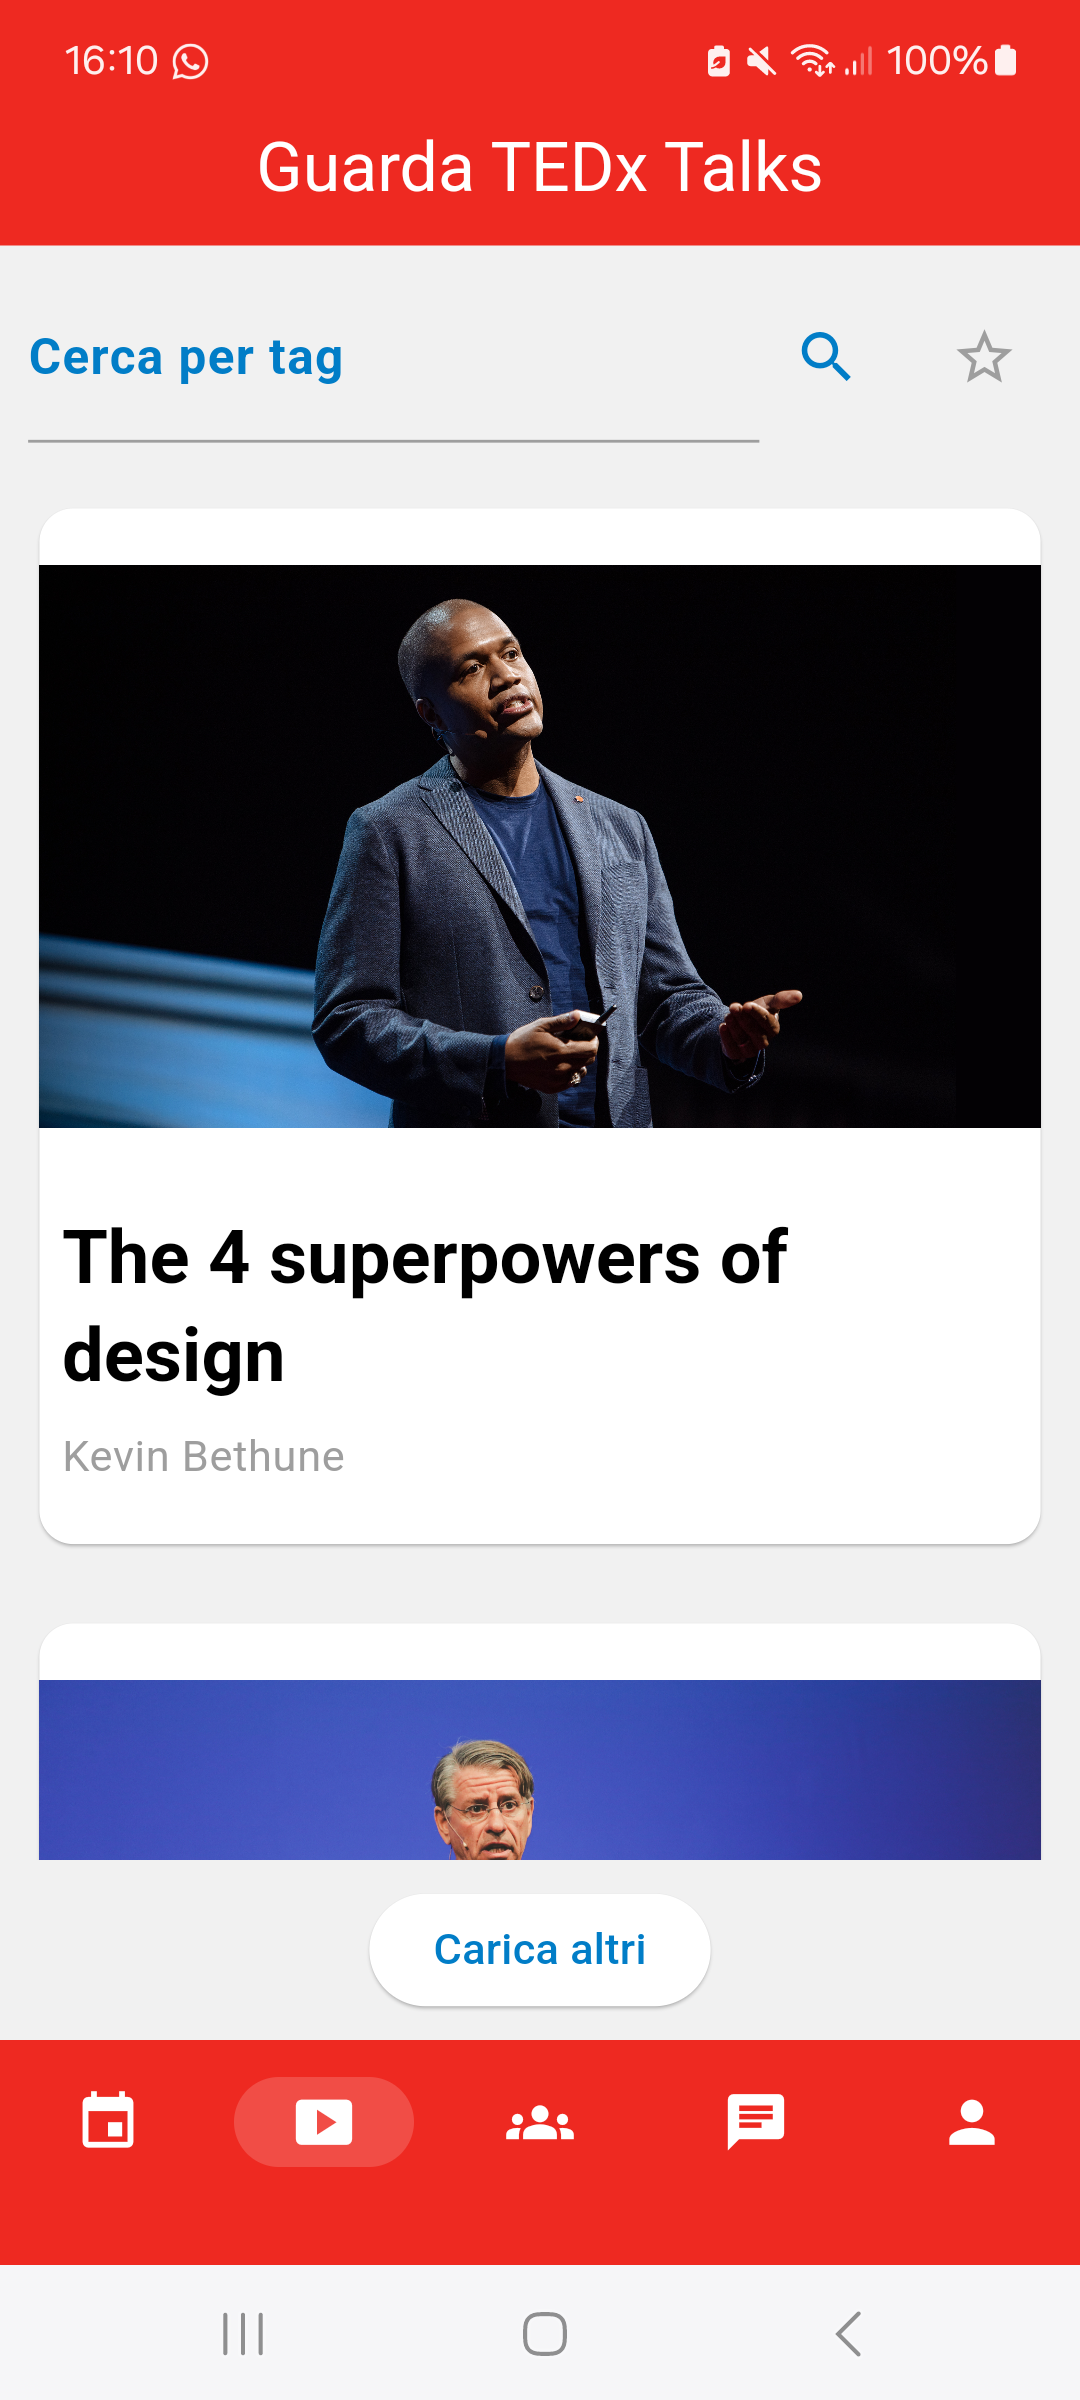 16:10
100%
Guarda TEDx Talks
Cerca per tag
The 4 superpowers of
design
Kevin Bethune
Carica altri